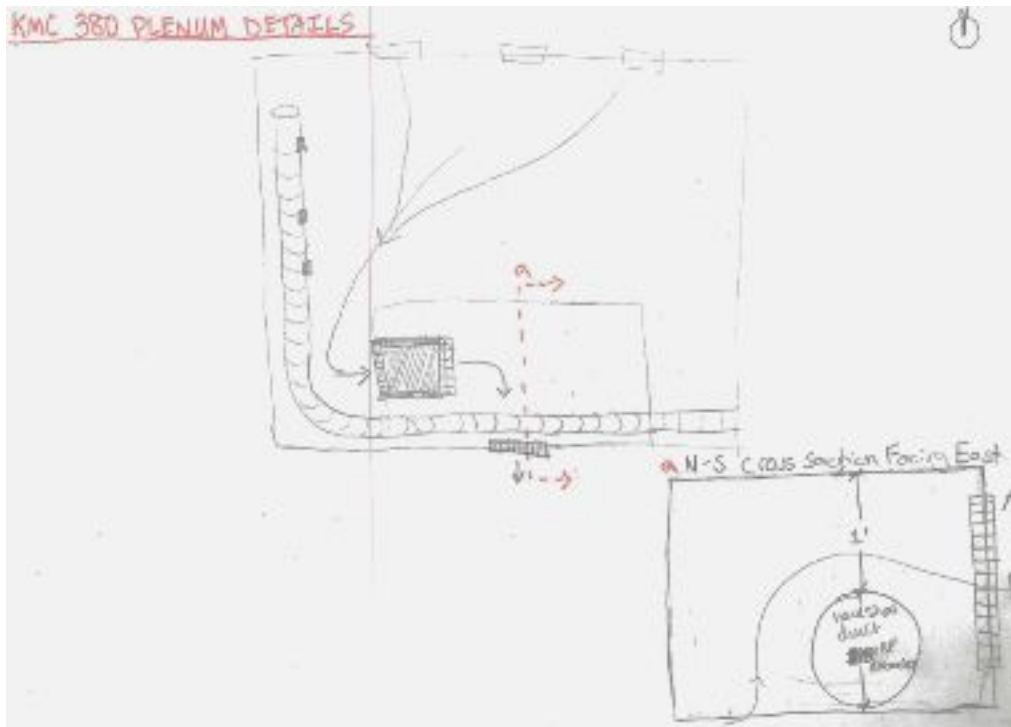 KMC 380 PLENUM DETAILS
N
a
a N-S Cross Section Facing East
1'
duct